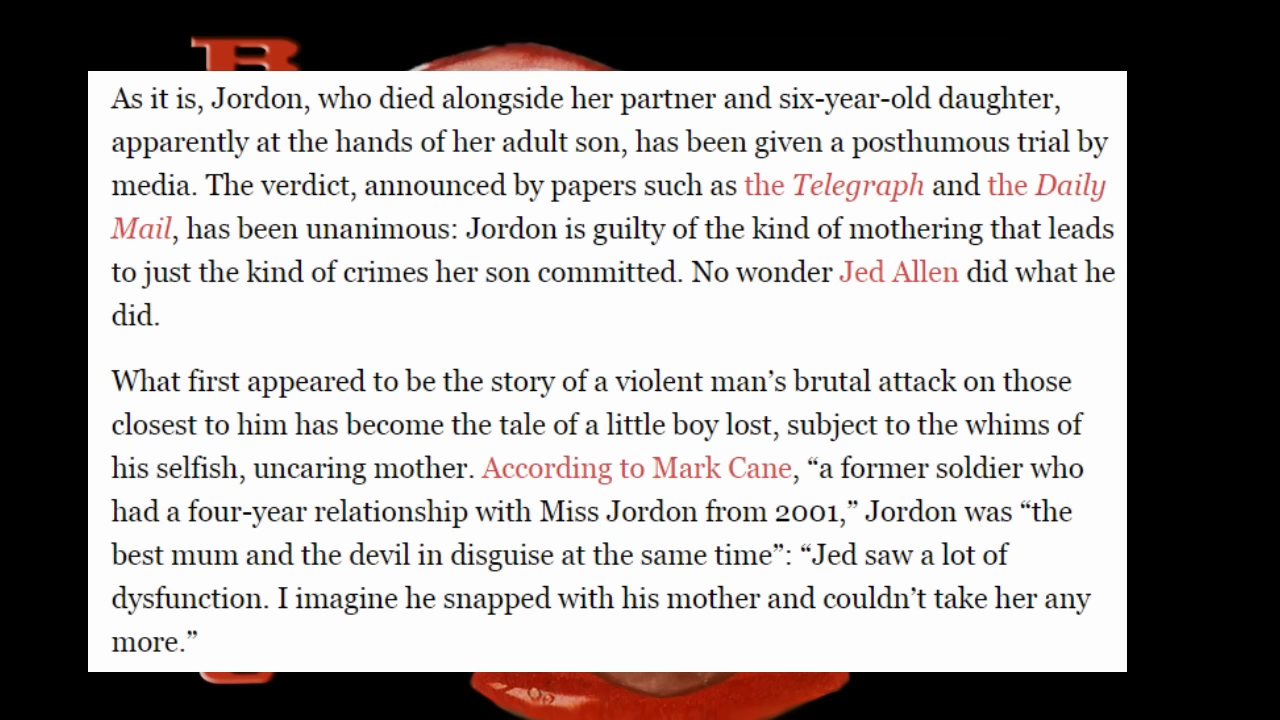 As it is, Jordon, who died alongside her partner and six-year-old daughter,
apparently at the hands of her adult son, has been given a posthumous trial by
media. The verdict, announced by papers such as the Telegraph and the Daily
Mail, has been unanimous: Jordon is guilty of the kind of mothering that leads
to just the kind of crimes her son committed. No wonder Jed Allen did what he
did.
What first appeared to be the story of a violent man’s brutal attack on those
closest to him has become the tale of a little boy lost, subject to the whims of
his selfish, uncaring mother. According to Mark Cane, “a former soldier who
had a four-year relationship with Miss Jordon from 2001,” Jordon was “the
best mum and the devil in disguise at the same time”: “Jed saw a lot of
dysfunction. I imagine he snapped with his mother and couldn’t take her any
more.”